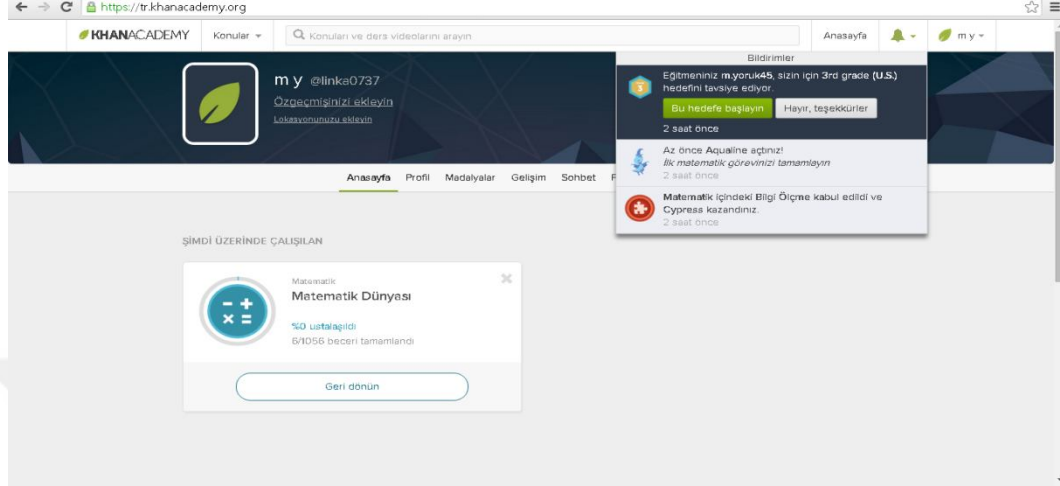 https://tr.khanacademy.org
KHANACADEMY Konular Konuları ve ders videolarını arayın Anasayfa m y
Bildirimler
m y @linka0737
Özgeçmişinizi ekleyin
Lokasyonunuzu ekleyin
Eğitmeniniz m.yoruk45, sizin için 3rd grade (U.S.)
hedefini tavsiye ediyor.
Bu hedefe başlayın Hayır, teşekkürler
2 saat önce
Az önce Aqualine açtınız!
İlk matematik görevinizi tamamlayın
2 saat önce
Matematik içindeki Bilgi Ölçme kabul edildi ve
Cypress kazandınız.
2 saat önce
Anasayfa Profil Madalyalar Gelişim Sohbet
ŞİMDİ ÜZERİNDE ÇALIŞILAN
Matematik
Matematik Dünyası
%0 ustalaşıldı
6/1056 beceri tamamlandı
Geri dönün